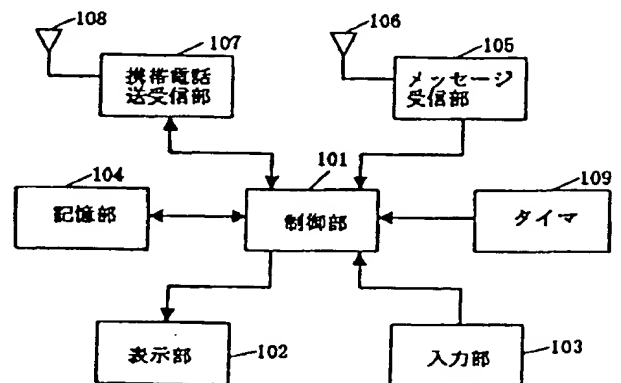 108
107
携帯電話
送受信部
106
105
メッセージ
受信部
104
記憶部
101
制御部
109
タイマ
表示部
102
入力部
103